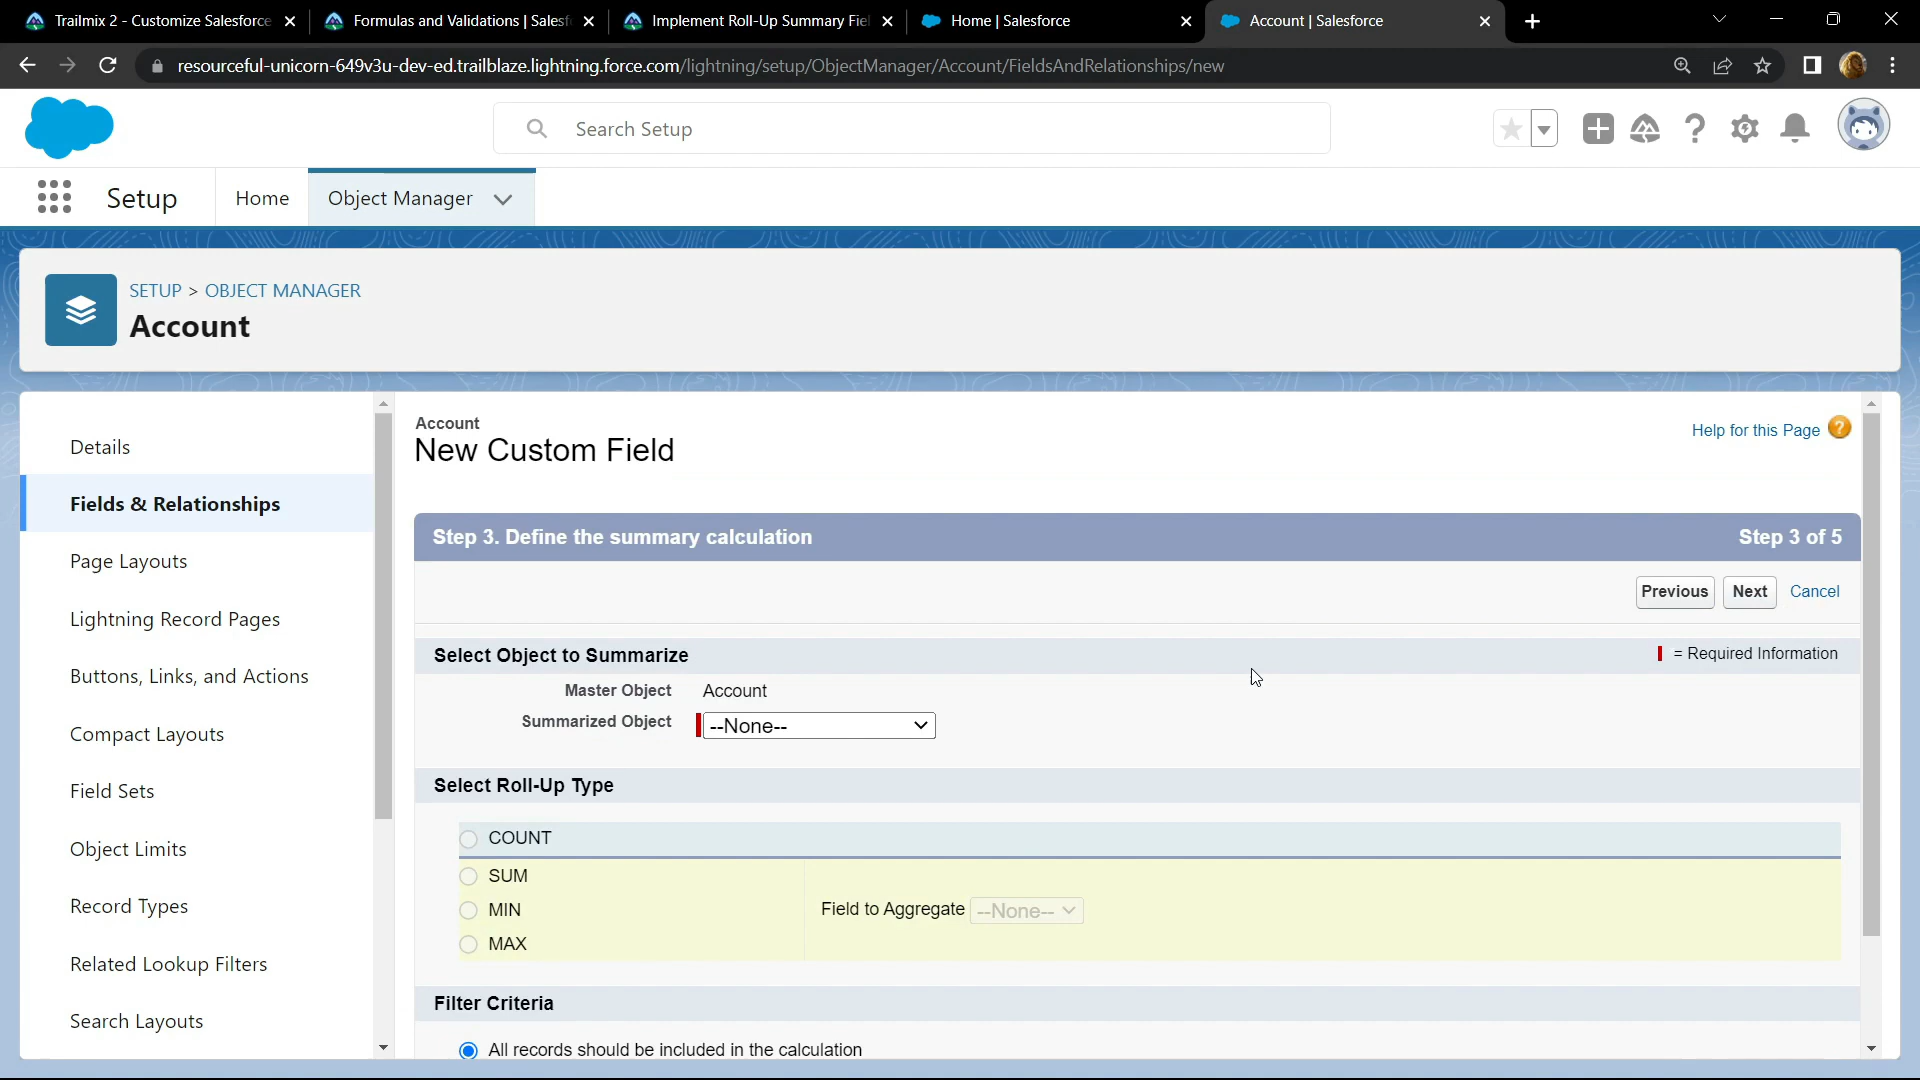 Trailmix 2 - Customize Salesforce
Formulas and Validations | Salesf
Implement Roll-Up Summary Fiel
Home | Salesforce
Account | Salesforce
resourceful-unicorn-649v3u-dev-ed.trailblaze.lightning.force.com/lightning/setup/ObjectManager/Account/FieldsAndRelationships/new
Search Setup
Setup
Home
Object Manager
SETUP > OBJECT MANAGER
Account
Details
Fields & Relationships
Page Layouts
Lightning Record Pages
Buttons, Links, and Actions
Compact Layouts
Field Sets
Object Limits
Record Types
Related Lookup Filters
Search Layouts
Account
New Custom Field
Help for this Page
Step 3. Define the summary calculation
Step 3 of 5
Previous
Next
Cancel
Select Object to Summarize
= Required Information
Master Object Account
Summarized Object --None--
Select Roll-Up Type
COUNT
SUM
MIN
MAX
Field to Aggregate --None--
Filter Criteria
All records should be included in the calculation